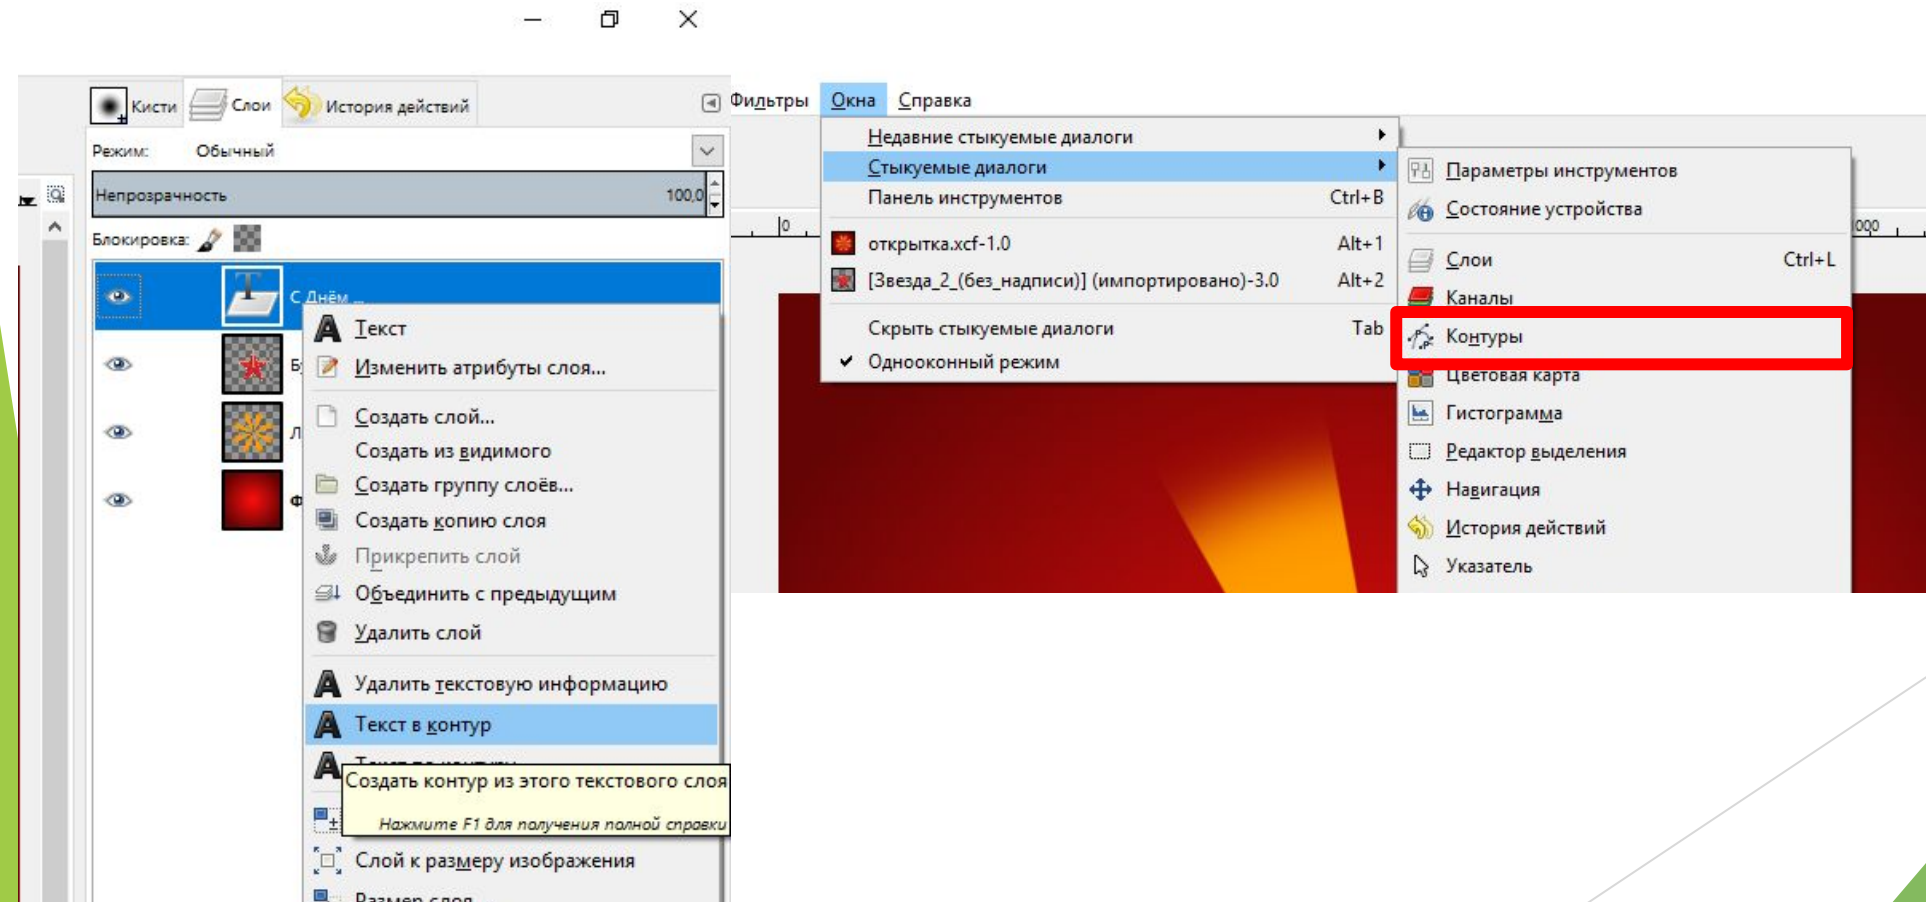 Кисти
Слои
История действий
Режим: Обычный
Непрозрачность 100,0
Блокировка:
С Днём ...
Текст
Изменить атрибуты слоя...
Создать слой...
Создать из видимого
Создать группу слоёв...
Создать копию слоя
Прикрепить слой
Объединить с предыдущим
Удалить слой
Удалить текстовую информацию
Текст в контур
Создать контур из этого текстового слоя
Нажмите F1 для получения полной справки
Слой к размеру изображения
Размер слоя
Фильтры Окна Справка
Недавние стыкуемые диалоги
Стыкуемые диалоги
Панель инструментов Ctrl+B
открытка.xcf-1.0 Alt+1
[Звезда_2_(без_надписи)] (импортировано)-3.0 Alt+2
Скрыть стыкуемые диалоги Tab
Однооконный режим
0
Параметры инструментов
Состояние устройства
Слои Ctrl+L
Каналы
Контуры
Цветовая карта
Гистограмма
Редактор выделения
Навигация
История действий
Указатель